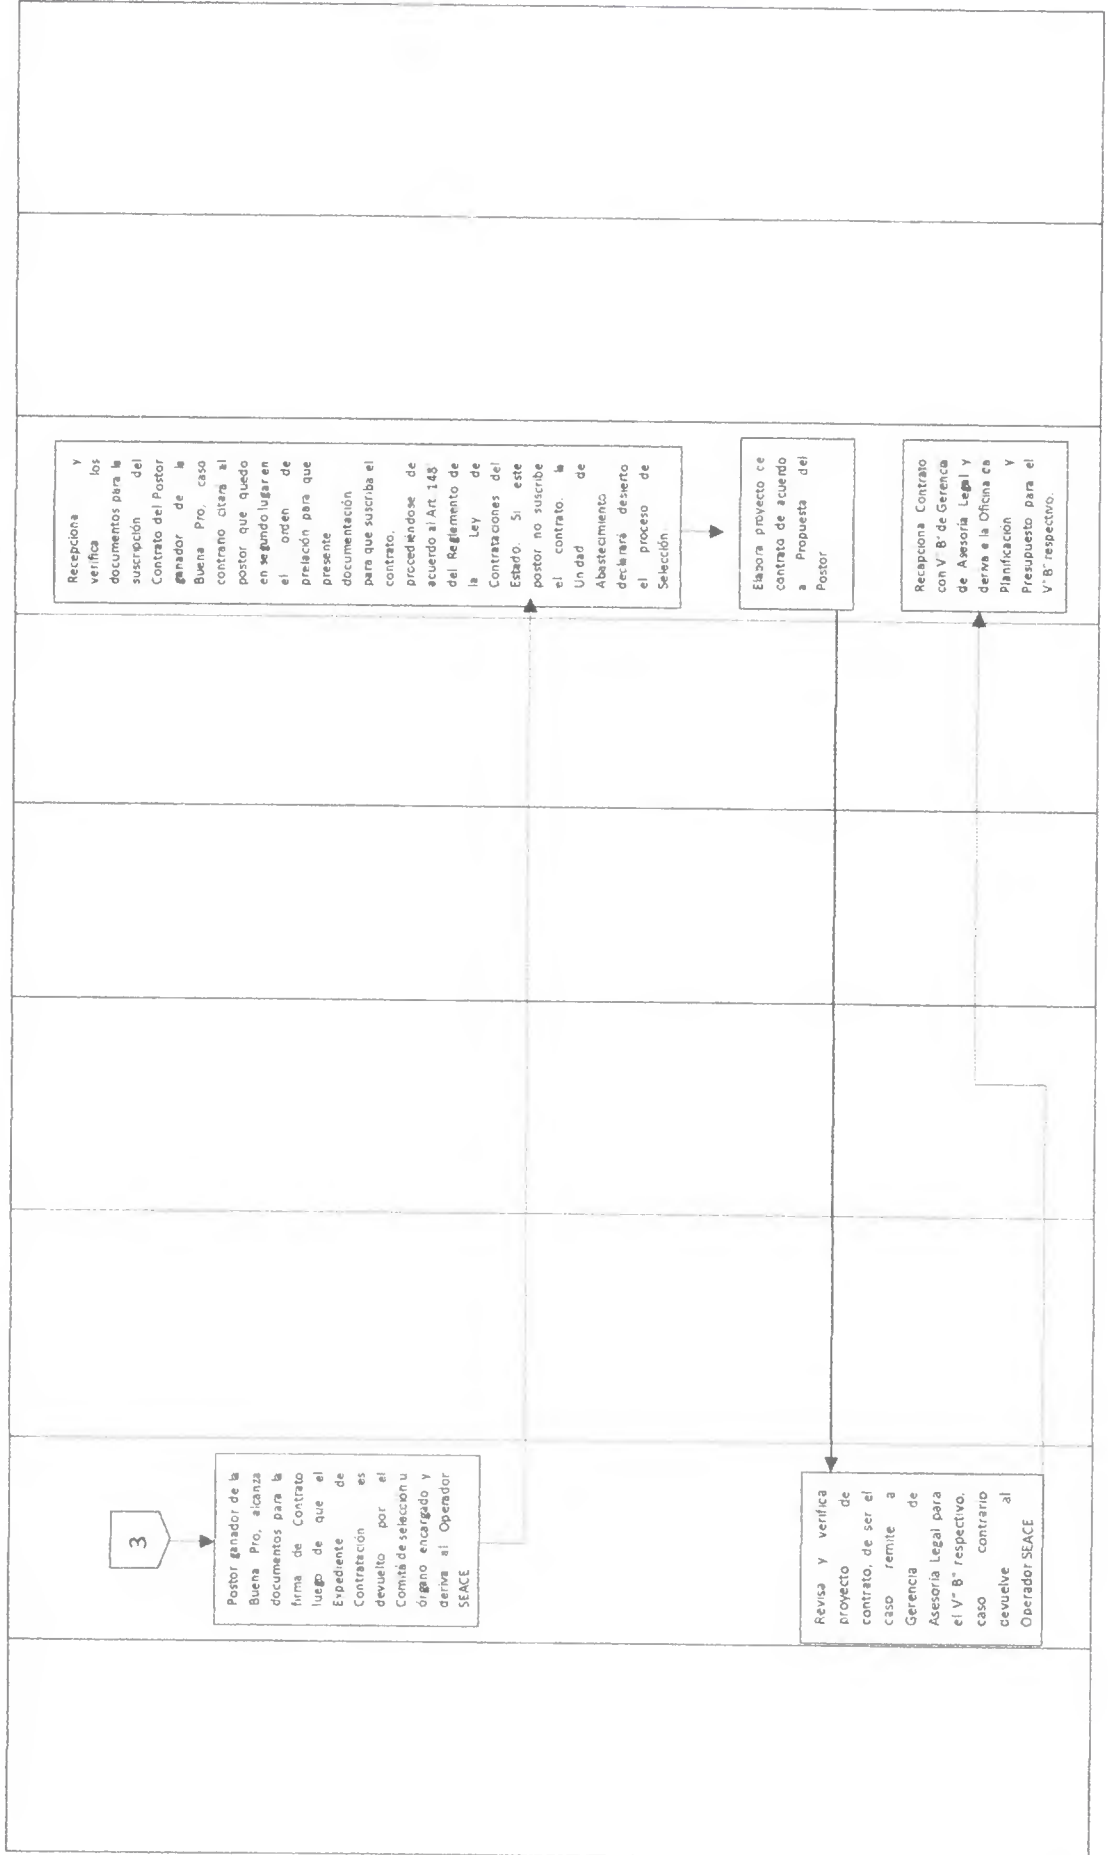 3
Postor ganador de la
Buena Pro, alcanza
documentos para la
firma de Contrato
luego de que el
Expediente de
Contratación es
devuelto por el
Comité de selección u
órgano encargado y
deriva al Operador
SEACE
Recepciona y
verifica los
documentos para la
suscripción del
Contrato del Postor
ganador de la
Buena Pro, caso
contrario citará al
postor que quedo
en segundo lugar en
el orden de
prelación para que
presente
documentación
para que suscriba el
contrato,
procediéndose de
acuerdo al Art. 148°
del Reglamento de
la Ley de
Contrataciones del
Estado. Si este
postor no suscribe
el contrato, la
Unidad de
Abastecimiento
declarará desierto
el proceso de
Selección
Elabora proyecto de
contrato de acuerdo
a Propuesta del
Postor
Revisa y verifica
proyecto de
contrato, de ser el
caso remite a
Gerencia de
Asesoría Legal para
el V° B° respectivo,
caso contrario
devuelve al
Operador SEACE
Recepciona Contrato
con V° B° de Gerencia
de Asesoría Legal y
deriva a la Oficina de
Planificación y
Presupuesto para el
V° B° respectivo.